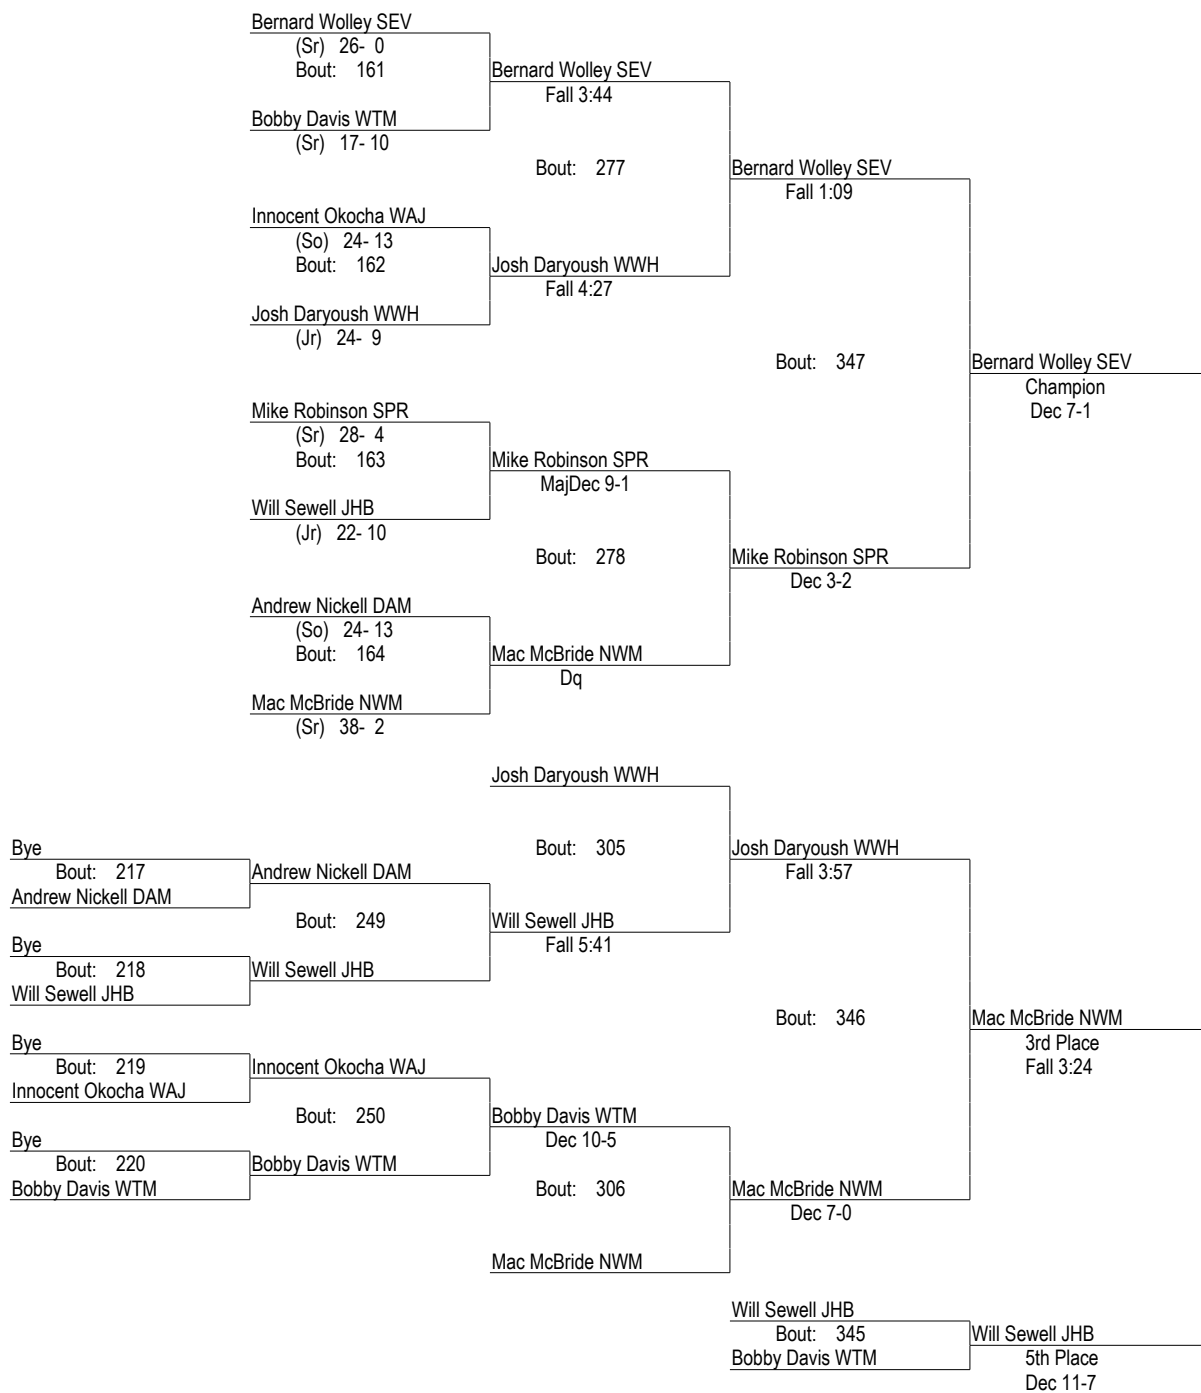 Bernard Wolley SEV
(Sr) 26- 0
Bout: 161
Bernard Wolley SEV
Fall 3:44
Bobby Davis WTM
(Sr) 17- 10
Bout: 277
Bernard Wolley SEV
Fall 1:09
Innocent Okocha WAJ
(So) 24- 13
Bout: 162
Josh Daryoush WWH
Fall 4:27
Josh Daryoush WWH
(Jr) 24- 9
Bout: 347
Bernard Wolley SEV
Champion
Dec 7-1
Mike Robinson SPR
(Sr) 28- 4
Bout: 163
Mike Robinson SPR
MajDec 9-1
Will Sewell JHB
(Jr) 22- 10
Bout: 278
Mike Robinson SPR
Dec 3-2
Andrew Nickell DAM
(So) 24- 13
Bout: 164
Mac McBride NWM
Dq
Mac McBride NWM
(Sr) 38- 2
Josh Daryoush WWH
Bout: 305
Josh Daryoush WWH
Fall 3:57
Bye
Bout: 217
Andrew Nickell DAM
Andrew Nickell DAM
Bout: 249
Will Sewell JHB
Fall 5:41
Bye
Bout: 218
Will Sewell JHB
Will Sewell JHB
Bout: 346
Mac McBride NWM
3rd Place
Fall 3:24
Bye
Bout: 219
Innocent Okocha WAJ
Innocent Okocha WAJ
Bout: 250
Bobby Davis WTM
Dec 10-5
Bye
Bout: 220
Bobby Davis WTM
Bobby Davis WTM
Bout: 306
Mac McBride NWM
Dec 7-0
Mac McBride NWM
Will Sewell JHB
Bout: 345
Bobby Davis WTM
Will Sewell JHB
5th Place
Dec 11-7